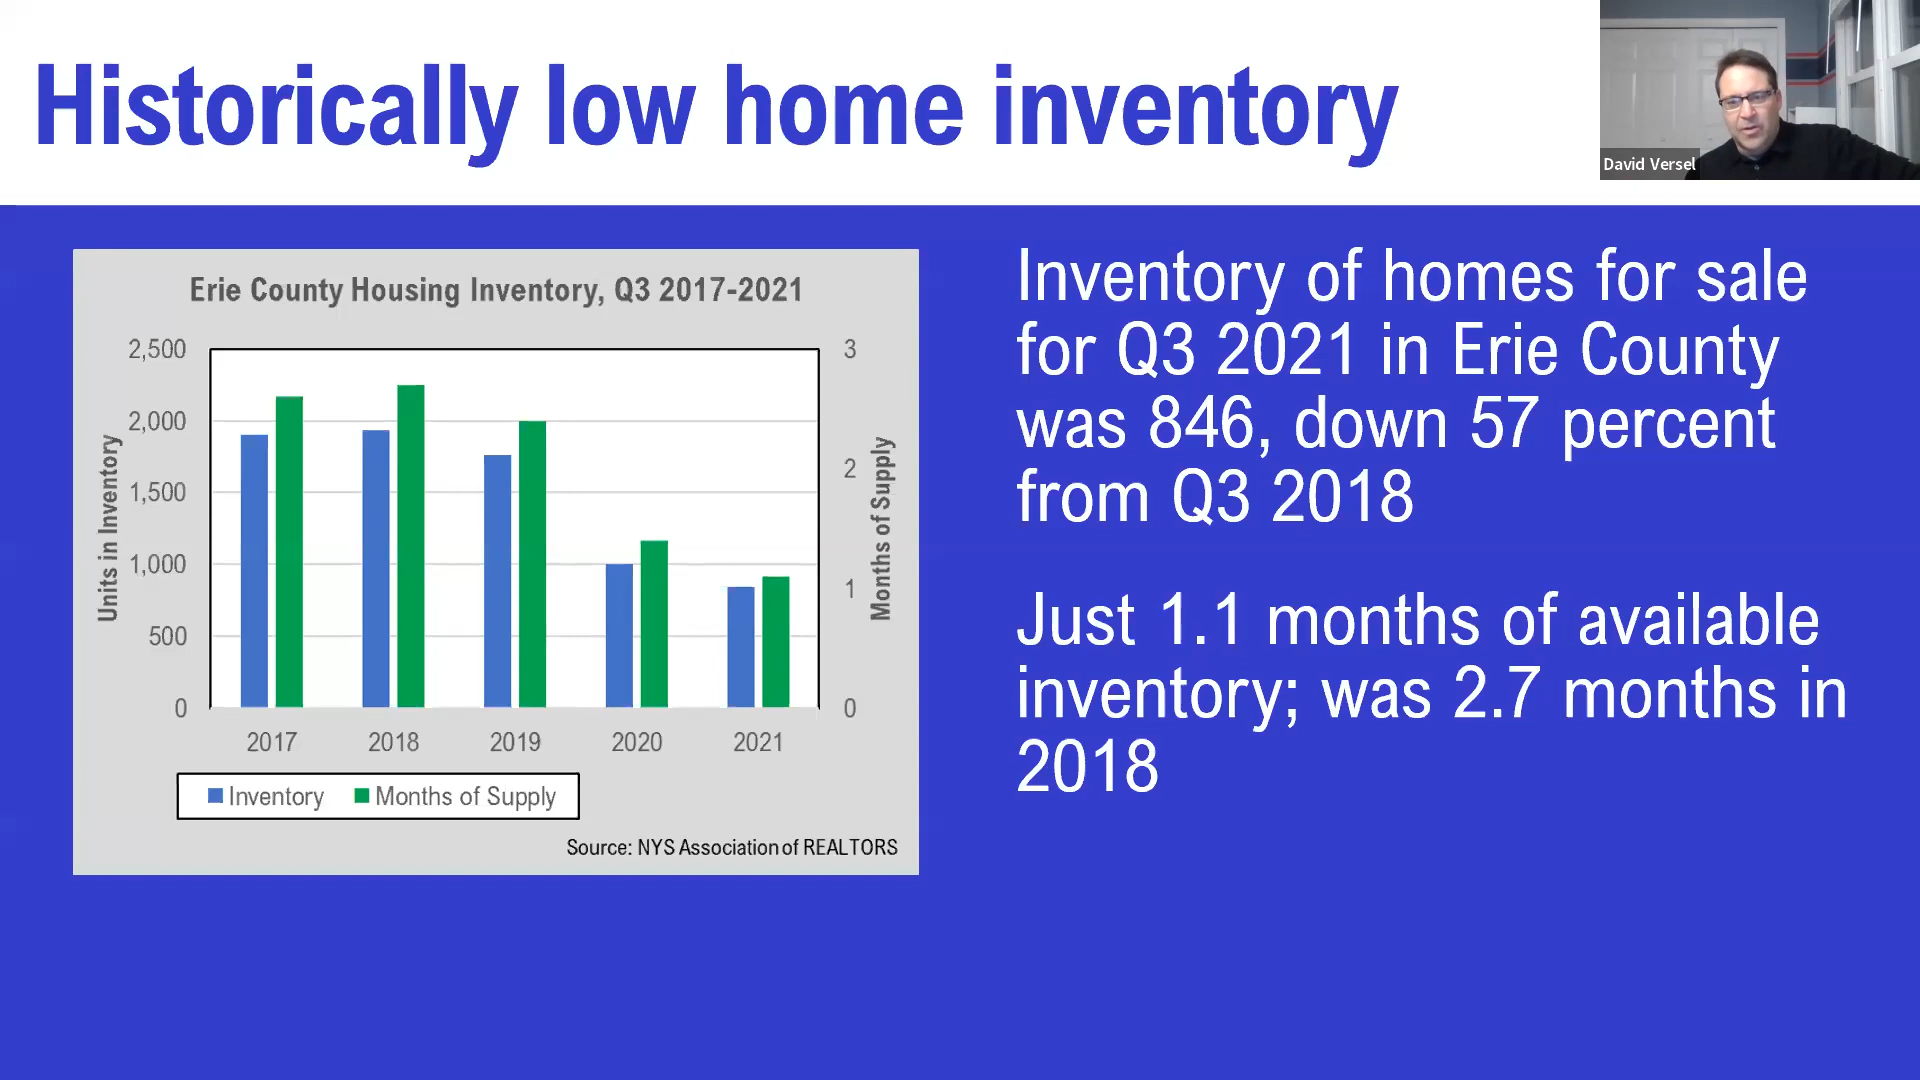 Historically low home inventory
David Versel
Erie County Housing Inventory, Q3 2017-2021
Units in Inventory
2,500
2,000
1,500
1,000
500
0
3
2
1
0
Months of Supply
2017 2018 2019 2020 2021
Inventory Months of Supply
Source: NYS Association of REALTORS
Inventory of homes for sale
for Q3 2021 in Erie County
was 846, down 57 percent
from Q3 2018
Just 1.1 months of available
inventory; was 2.7 months in
2018